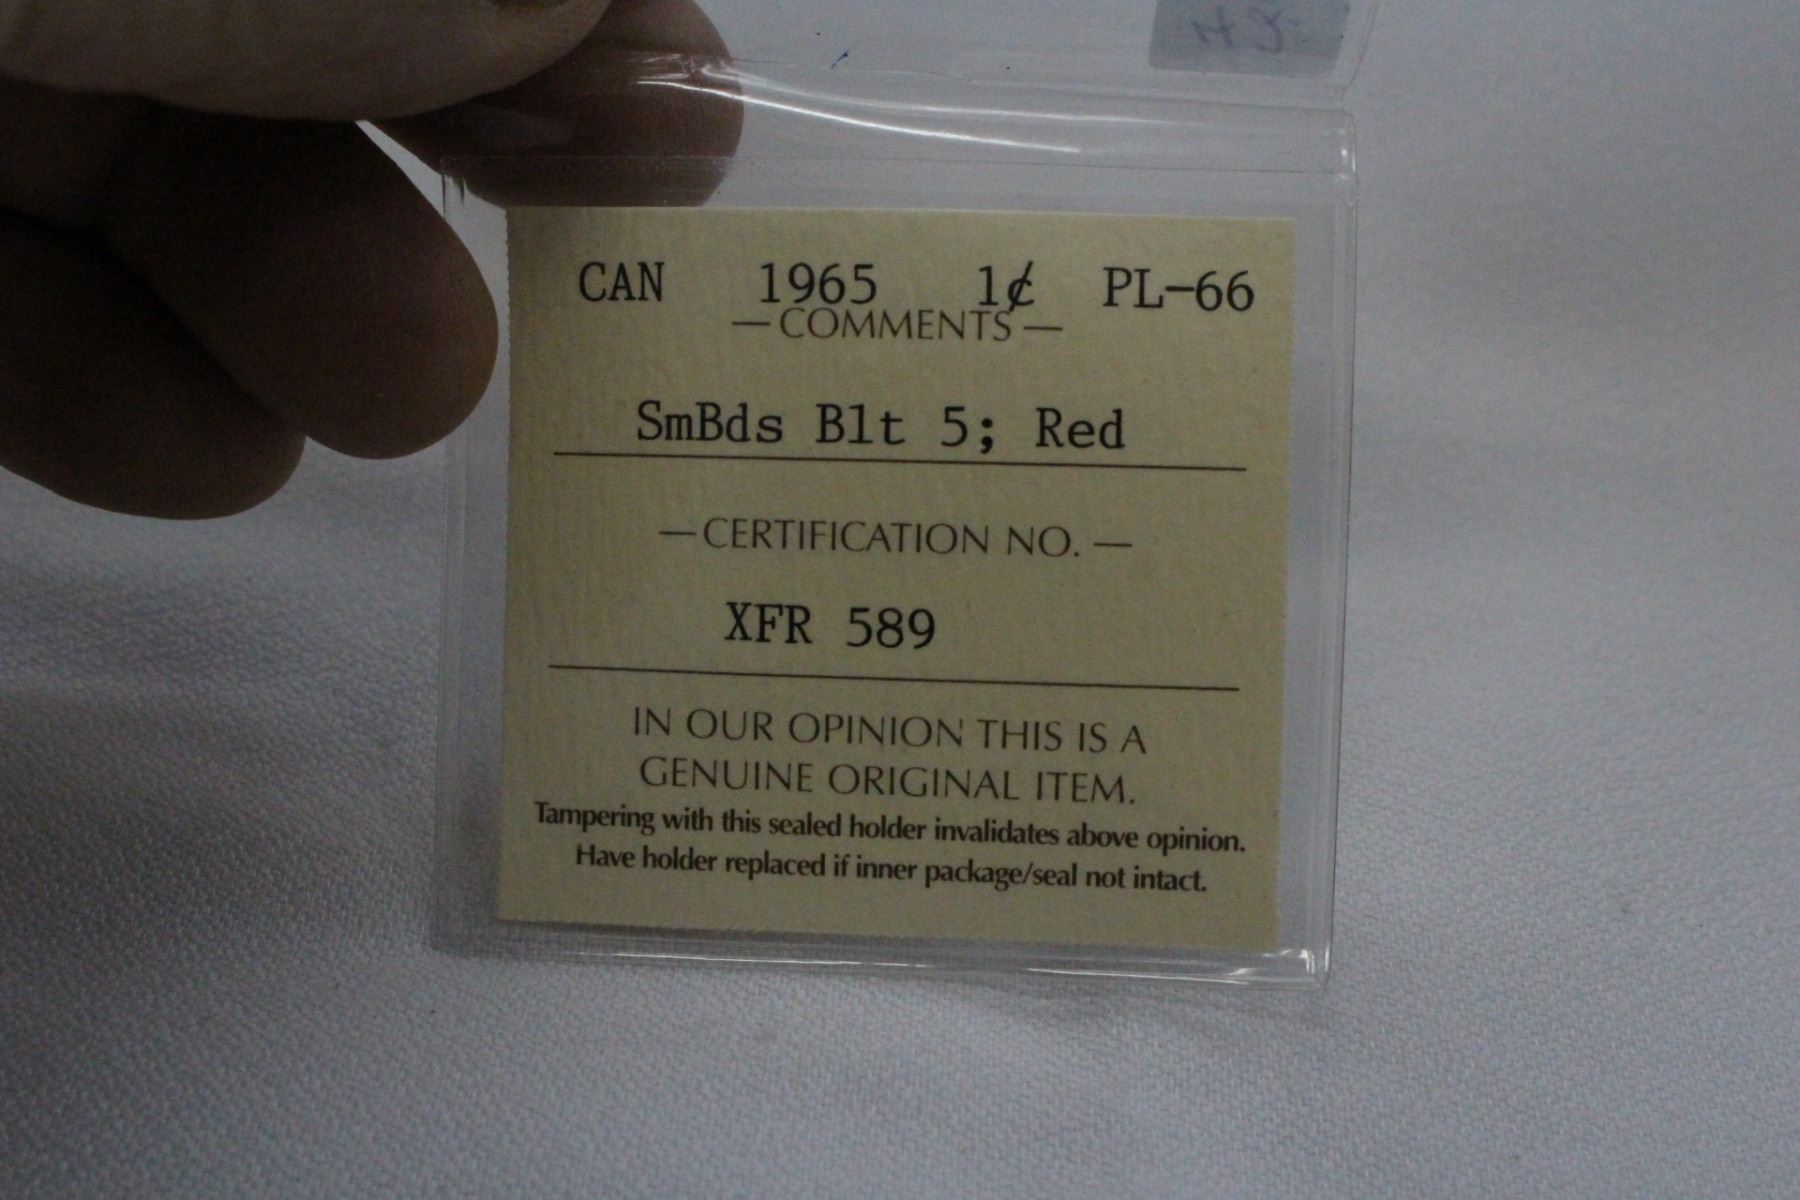 CAN 1965 1¢ PL-66
— COMMENTS —
SmBds Blt 5; Red
— CERTIFICATION NO. —
XFR 589
IN OUR OPINION THIS IS A
GENUINE ORIGINAL ITEM.
Tampering with this sealed holder invalidates above opinion.
Have holder replaced if inner package/seal not intact.